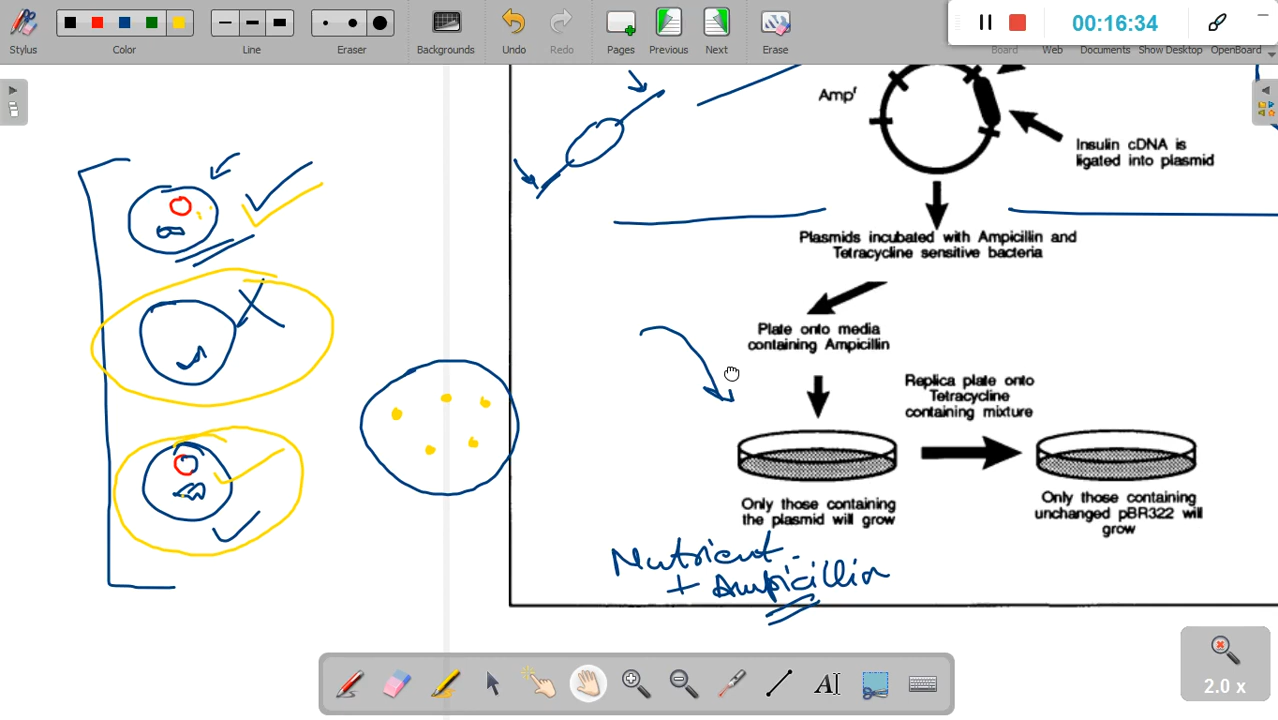 Stylus
Color
Line
Eraser
Backgrounds
Undo
Redo
Pages
Previous
Next
Erase
00:16:34
Board
Web
Documents
Show Desktop
OpenBoard
Ampʳ
Insulin cDNA is
ligated into plasmid
Plasmids incubated with Ampicillin and
Tetracycline sensitive bacteria
Plate onto media
containing Ampicillin
Replica plate onto
Tetracycline
containing mixture
Only those containing
the plasmid will grow
Only those containing
unchanged pBR322 will
grow
Nutrient
+ Ampicillin
2.0 x